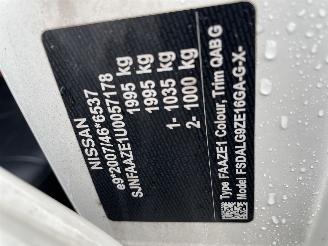 NISSAN
e9*2007/46*6537
SJNFAAZE1U0057178
1995 kg
1995 kg
1- 1035 kg
2- 1000 kg
Type FAAZE1 Colour, Trim QAB G
Model FSDALG9ZE16GA-G-X-